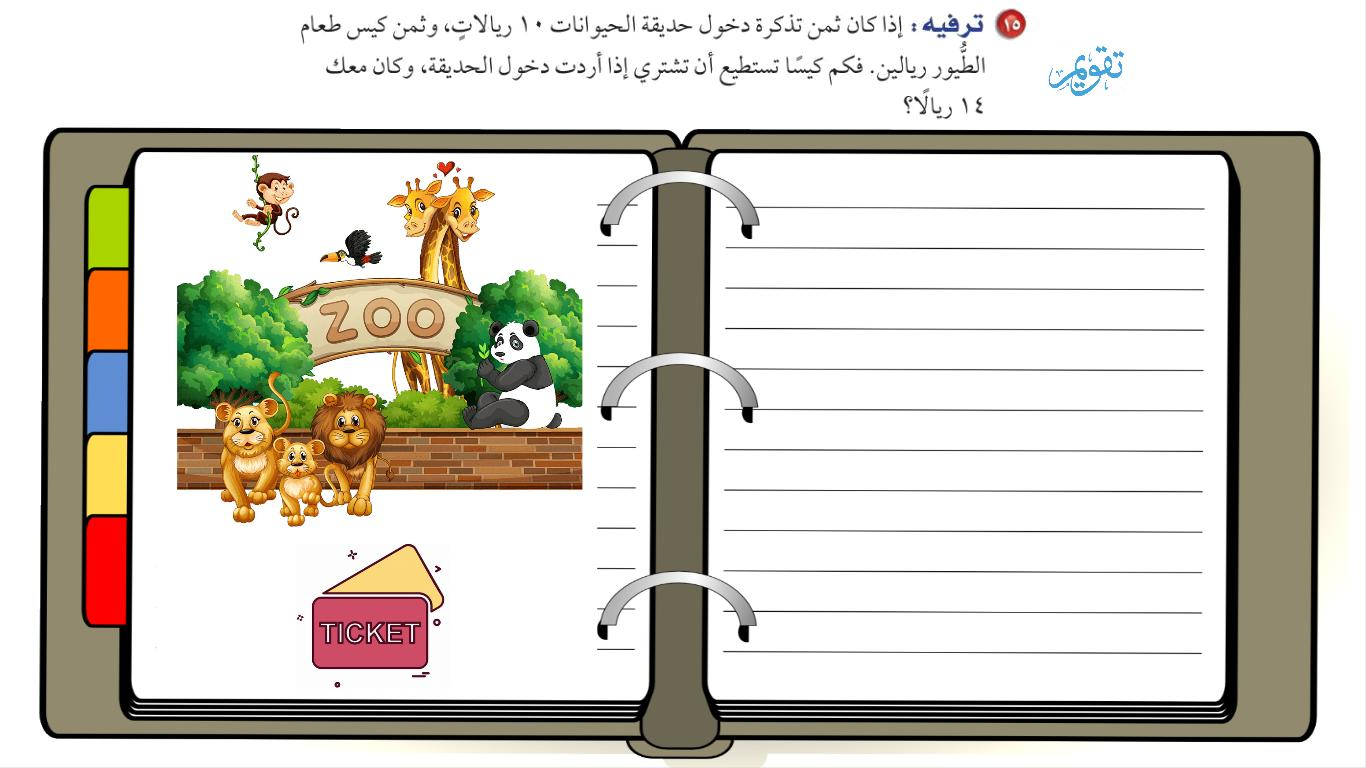 ١٥ ترفيه : إذا كان ثمن تذكرة دخول حديقة الحيوانات ١٠ ريالاتٍ، وثمن كيس طعام
الطُّيور ريالين. فكم كيسًا تستطيع أن تشتري إذا أردت دخول الحديقة، وكان معك
١٤ ريالًا؟
تقويم
ZOO
TICKET